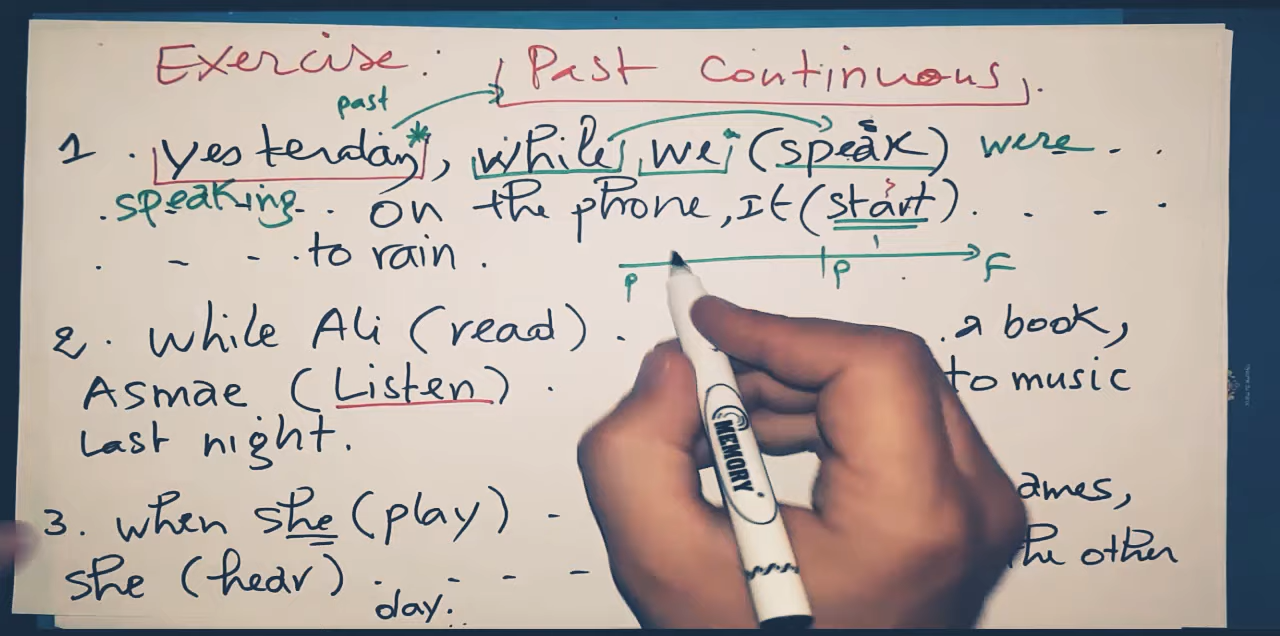 Exercise: Past Continuous.
past
1. yesterday*, while we (speak) were . .
. speaking . . on the phone, It (start) . . - .
. - - . to rain.
P P F
2. while Ali (read) . . a book,
Asmae (Listen) . to music
Last night.
3. when she (play) - ames,
she (hear) . - - - the other
day.
MEMORY